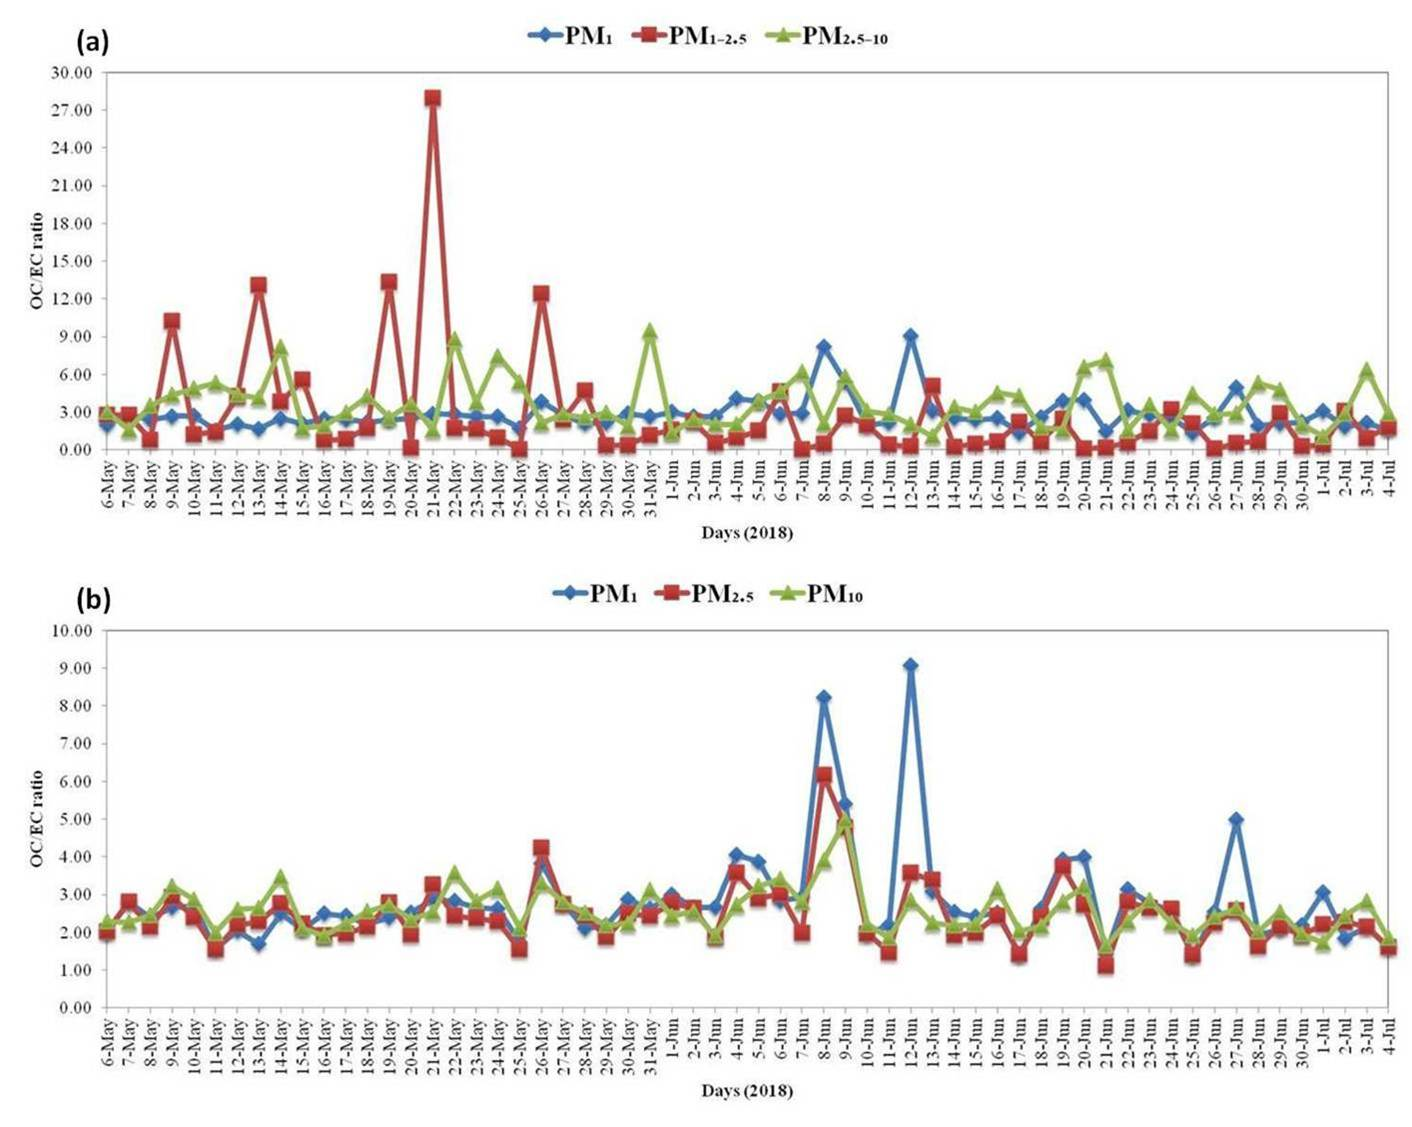 (a)
PM1 PM1-2.5 PM2.5-10
30.00
27.00
24.00
21.00
18.00
15.00
12.00
9.00
6.00
3.00
0.00
OC/EC ratio
6-May 7-May 8-May 9-May 10-May 11-May 12-May 13-May 14-May 15-May 16-May 17-May 18-May 19-May 20-May 21-May 22-May 23-May 24-May 25-May 26-May 27-May 28-May 29-May 30-May 31-May 1-Jun 2-Jun 3-Jun 4-Jun 5-Jun 6-Jun 7-Jun 8-Jun 9-Jun 10-Jun 11-Jun 12-Jun 13-Jun 14-Jun 15-Jun 16-Jun 17-Jun 18-Jun 19-Jun 20-Jun 21-Jun 22-Jun 23-Jun 24-Jun 25-Jun 26-Jun 27-Jun 28-Jun 29-Jun 30-Jun 1-Jul 2-Jul 3-Jul 4-Jul
Days (2018)
(b)
PM1 PM2.5 PM10
10.00
9.00
8.00
7.00
6.00
5.00
4.00
3.00
2.00
1.00
0.00
OC/EC ratio
6-May 7-May 8-May 9-May 10-May 11-May 12-May 13-May 14-May 15-May 16-May 17-May 18-May 19-May 20-May 21-May 22-May 23-May 24-May 25-May 26-May 27-May 28-May 29-May 30-May 31-May 1-Jun 2-Jun 3-Jun 4-Jun 5-Jun 6-Jun 7-Jun 8-Jun 9-Jun 10-Jun 11-Jun 12-Jun 13-Jun 14-Jun 15-Jun 16-Jun 17-Jun 18-Jun 19-Jun 20-Jun 21-Jun 22-Jun 23-Jun 24-Jun 25-Jun 26-Jun 27-Jun 28-Jun 29-Jun 30-Jun 1-Jul 2-Jul 3-Jul 4-Jul
Days (2018)